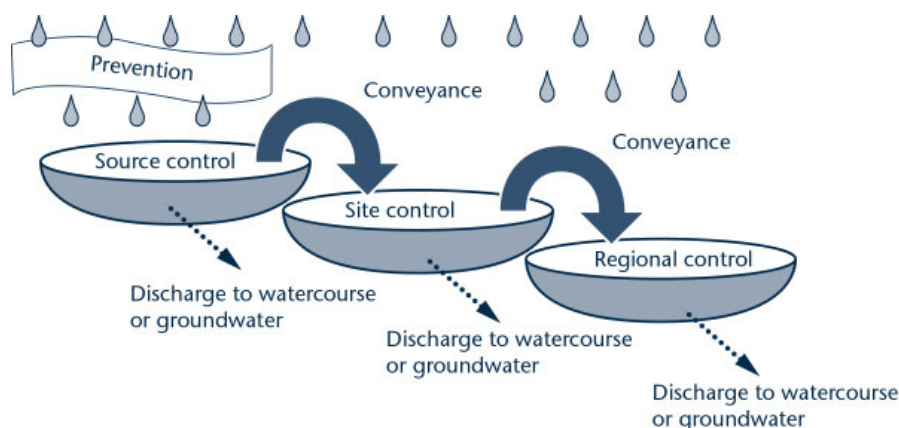 Prevention
Conveyance
Conveyance
Source control
Site control
Regional control
Discharge to watercourse
or groundwater
Discharge to watercourse
or groundwater
Discharge to watercourse
or groundwater